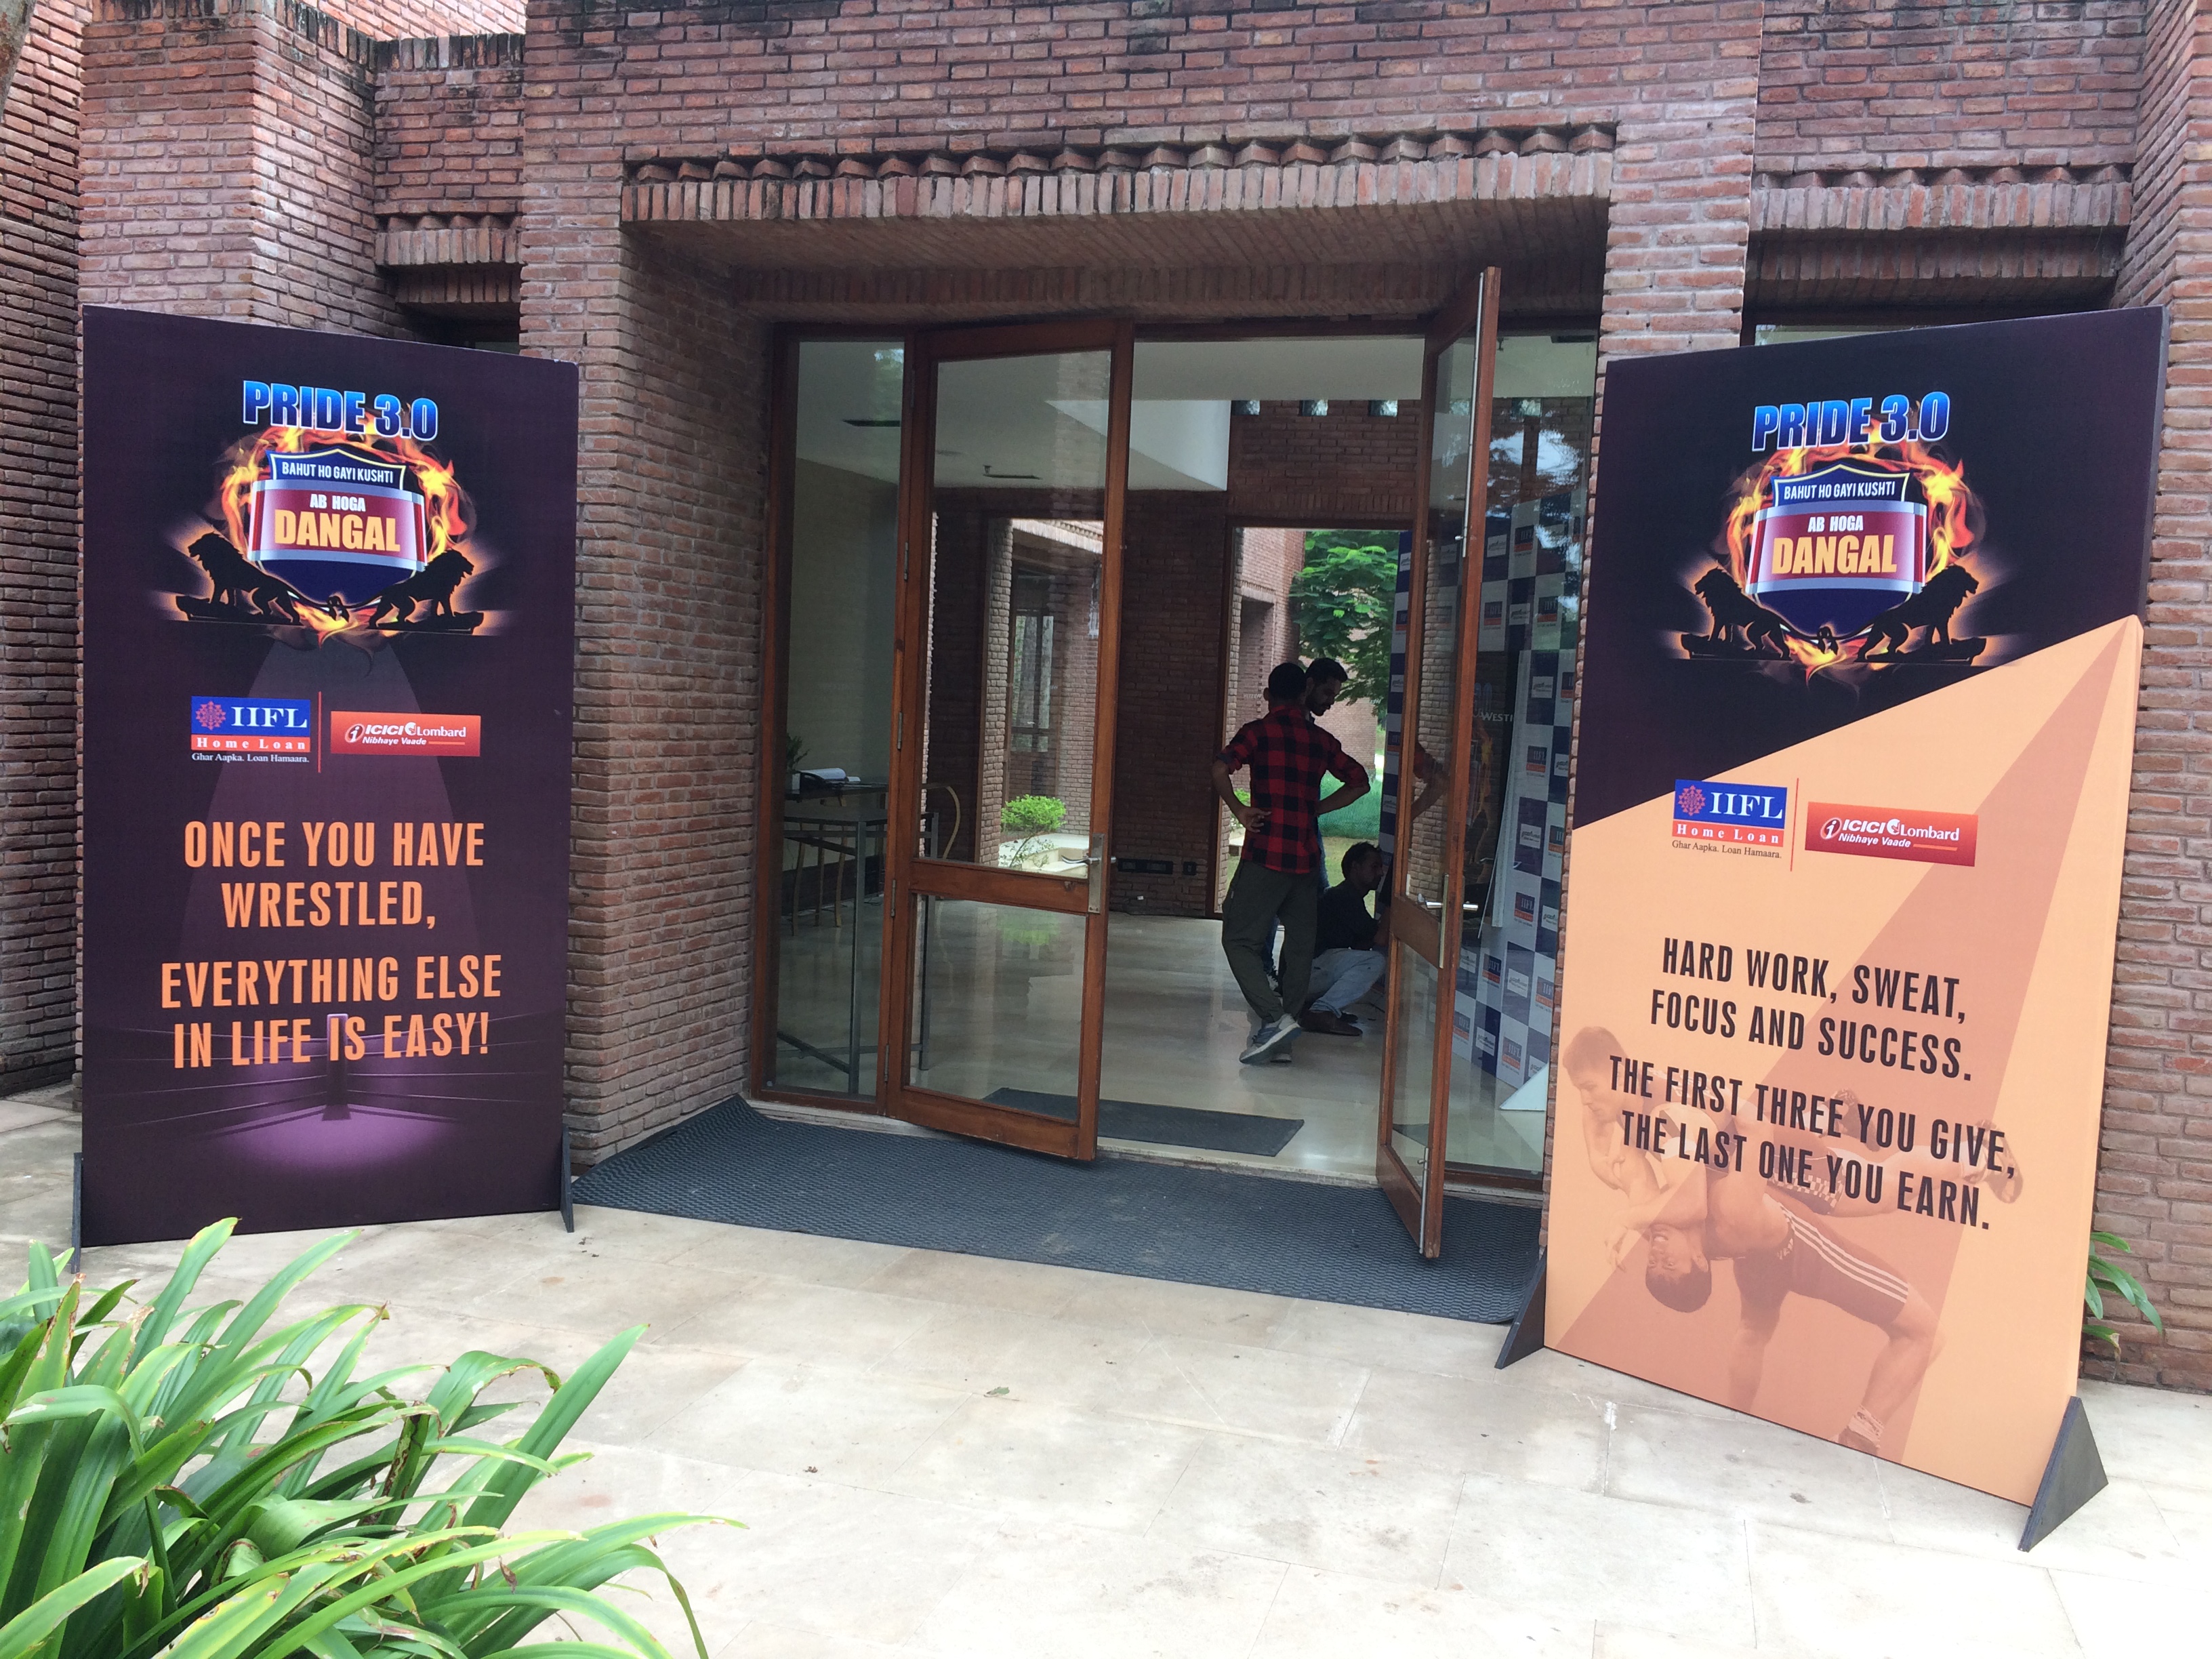 PRIDE 3.0
BAHUT HO GAYI KUSHTI
AB HOGA
DANGAL
IIFL
Home Loan
Ghar Aapka. Loan Hamaara.
ICICI Lombard
Nibhaye Vaade
ONCE YOU HAVE
WRESTLED,
EVERYTHING ELSE
IN LIFE IS EASY!
PRIDE 3.0
BAHUT HO GAYI KUSHTI
AB HOGA
DANGAL
IIFL
Home Loan
Ghar Aapka. Loan Hamaara.
ICICI Lombard
Nibhaye Vaade
HARD WORK, SWEAT,
FOCUS AND SUCCESS.
THE FIRST THREE YOU GIVE,
THE LAST ONE YOU EARN.